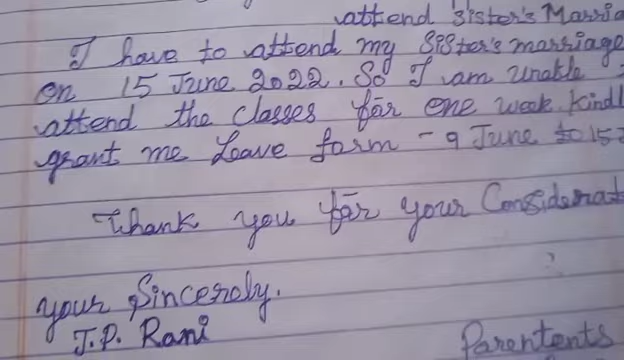 attend Sister's Marria
I have to attend my Sister's marriage
on 15 June 2022. So I am unable
attend the classes for one week. Kindl
grant me Leave form - 9 June to 15
Thank you for your Considerat
your Sincerely.
J.P. Rani
Parentents